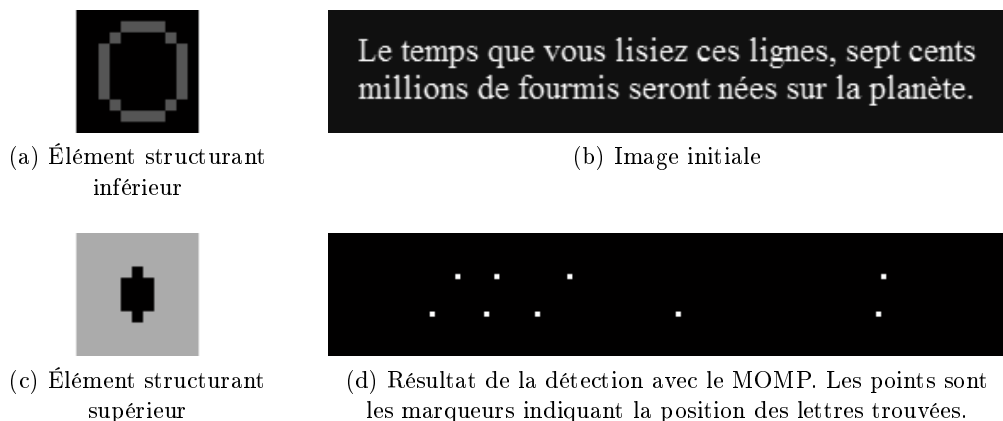 Le temps que vous lisiez ces lignes, sept cents
millions de fourmis seront nées sur la planète.
(a) Élément structurant
inférieur
(b) Image initiale
(c) Élément structurant
supérieur
(d) Résultat de la détection avec le MOMP. Les points sont
les marqueurs indiquant la position des lettres trouvées.